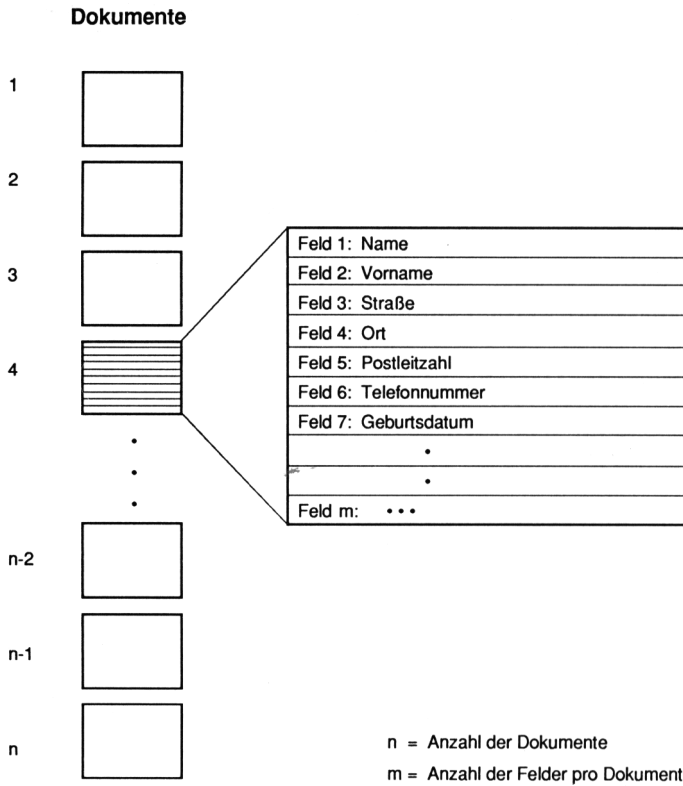 Dokumente
1
2
3
4
Feld 1: Name
Feld 2: Vorname
Feld 3: Straße
Feld 4: Ort
Feld 5: Postleitzahl
Feld 6: Telefonnummer
Feld 7: Geburtsdatum
.
.
Feld m: ...
.
.
.
n-2
n-1
n
n = Anzahl der Dokumente
m = Anzahl der Felder pro Dokument